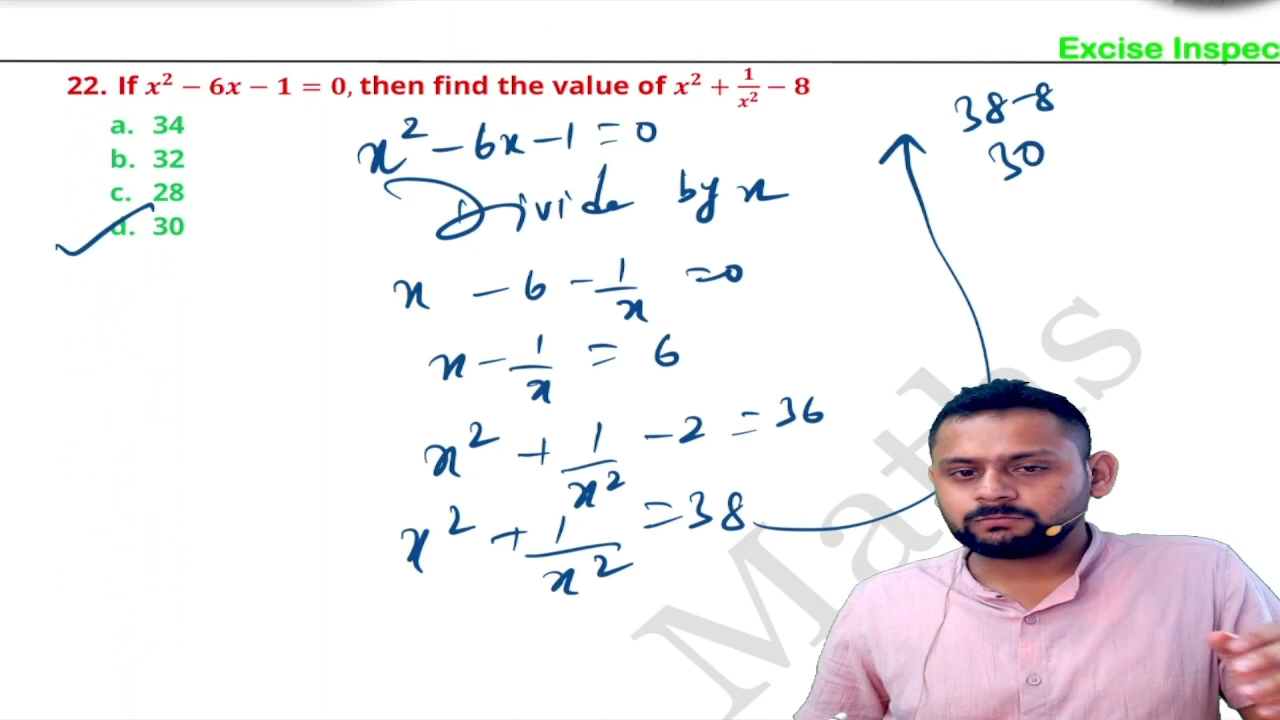 Excise Inspec
22. If x² − 6x − 1 = 0, then find the value of x² + 1/x² − 8
a. 34
b. 32
c. 28
d. 30
x² − 6x − 1 = 0
Divide by x
x − 6 − 1/x = 0
x − 1/x = 6
x² + 1/x² − 2 = 36
x² + 1/x² = 38
38 − 8
30
Maths